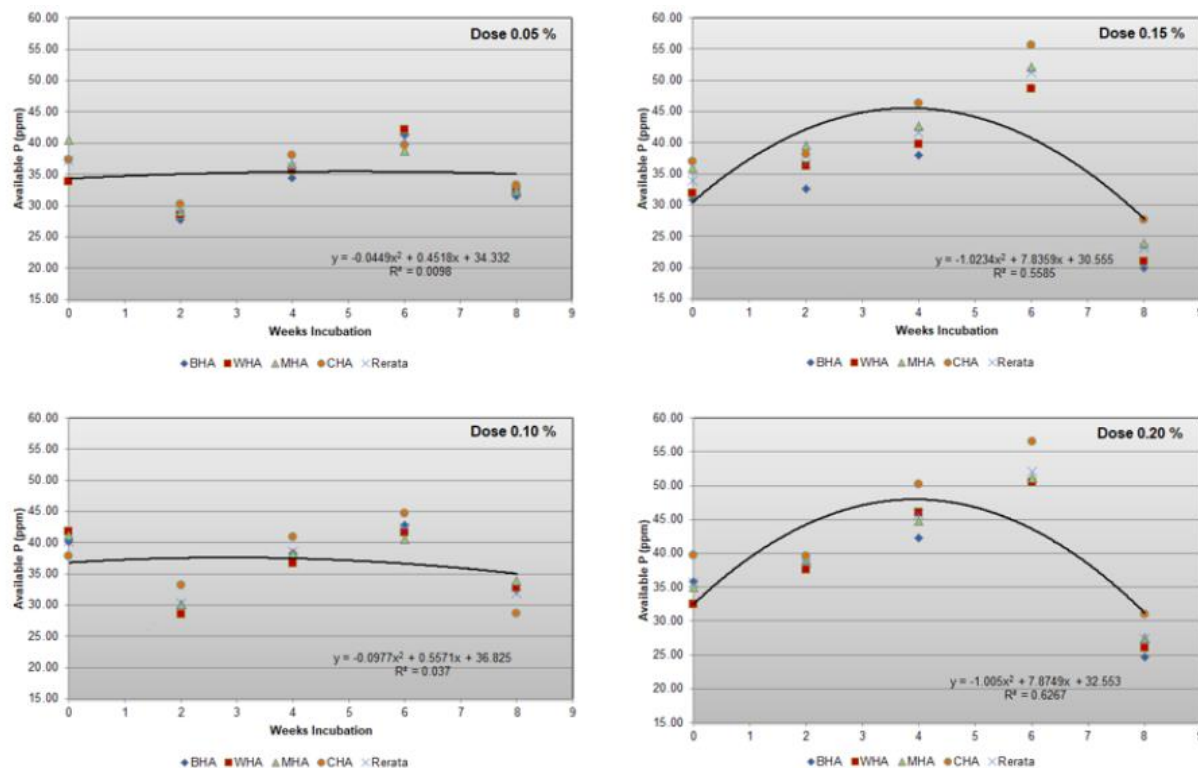 Dose 0.05 %
Available P (ppm)
60.00
55.00
50.00
45.00
40.00
35.00
30.00
25.00
20.00
15.00
y = -0.0449x² + 0.4518x + 34.332
R² = 0.0098
0 1 2 3 4 5 6 7 8 9
Weeks Incubation
BHA WHA MHA CHA Rerata
Dose 0.15 %
Available P (ppm)
60.00
55.00
50.00
45.00
40.00
35.00
30.00
25.00
20.00
15.00
y = -1.0234x² + 7.8359x + 30.555
R² = 0.5585
0 1 2 3 4 5 6 7 8 9
Weeks Incubation
BHA WHA MHA CHA Rerata
Dose 0.10 %
Available P (ppm)
60.00
55.00
50.00
45.00
40.00
35.00
30.00
25.00
20.00
15.00
y = -0.0977x² + 0.5571x + 36.825
R² = 0.037
0 1 2 3 4 5 6 7 8 9
Weeks Incubation
BHA WHA MHA CHA Rerata
Dose 0.20 %
Available P (ppm)
60.00
55.00
50.00
45.00
40.00
35.00
30.00
25.00
20.00
15.00
y = -1.005x² + 7.8749x + 32.553
R² = 0.6267
0 1 2 3 4 5 6 7 8 9
Weeks Incubation
BHA WHA MHA CHA Rerata